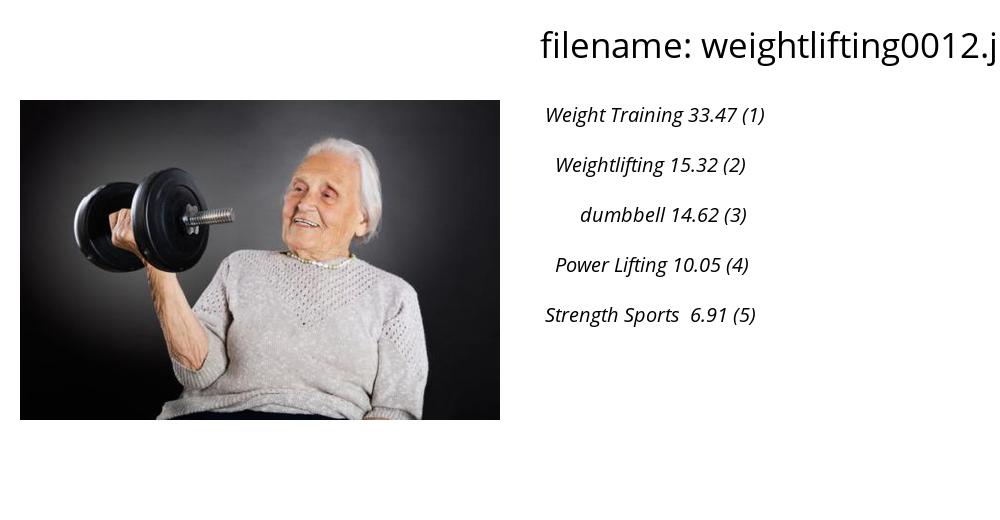 filename: weightlifting0012.j
Weight Training 33.47 (1)
Weightlifting 15.32 (2)
dumbbell 14.62 (3)
Power Lifting 10.05 (4)
Strength Sports 6.91 (5)